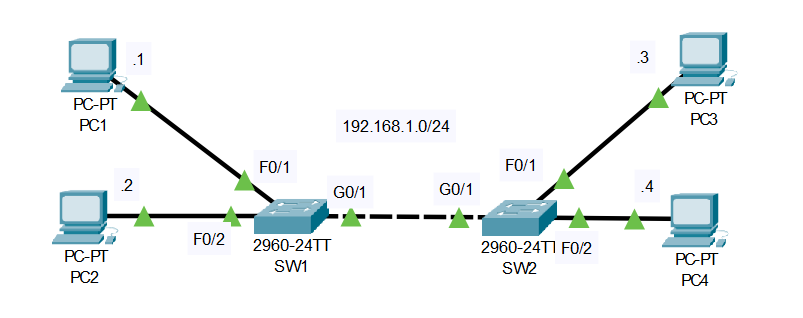 .1
PC-PT
PC1
.3
PC-PT
PC3
192.168.1.0/24
F0/1
F0/1
.2
G0/1
G0/1
.4
PC-PT
PC2
F0/2
2960-24TT
SW1
2960-24TT
SW2
F0/2
PC-PT
PC4